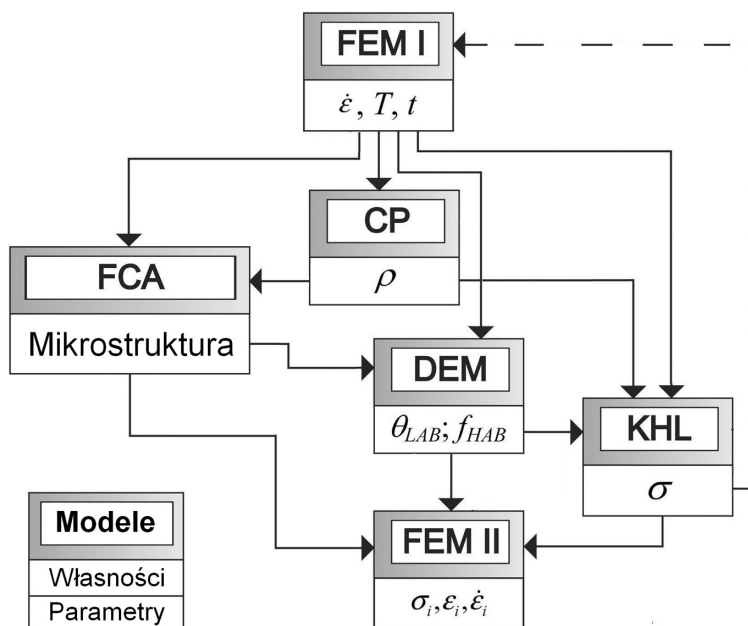 FEM I
ε̇, T, t
CP
ρ
FCA
Mikrostruktura
DEM
θLAB; fHAB
KHL
σ
FEM II
σi, εi, ε̇i
Modele
Własności
Parametry